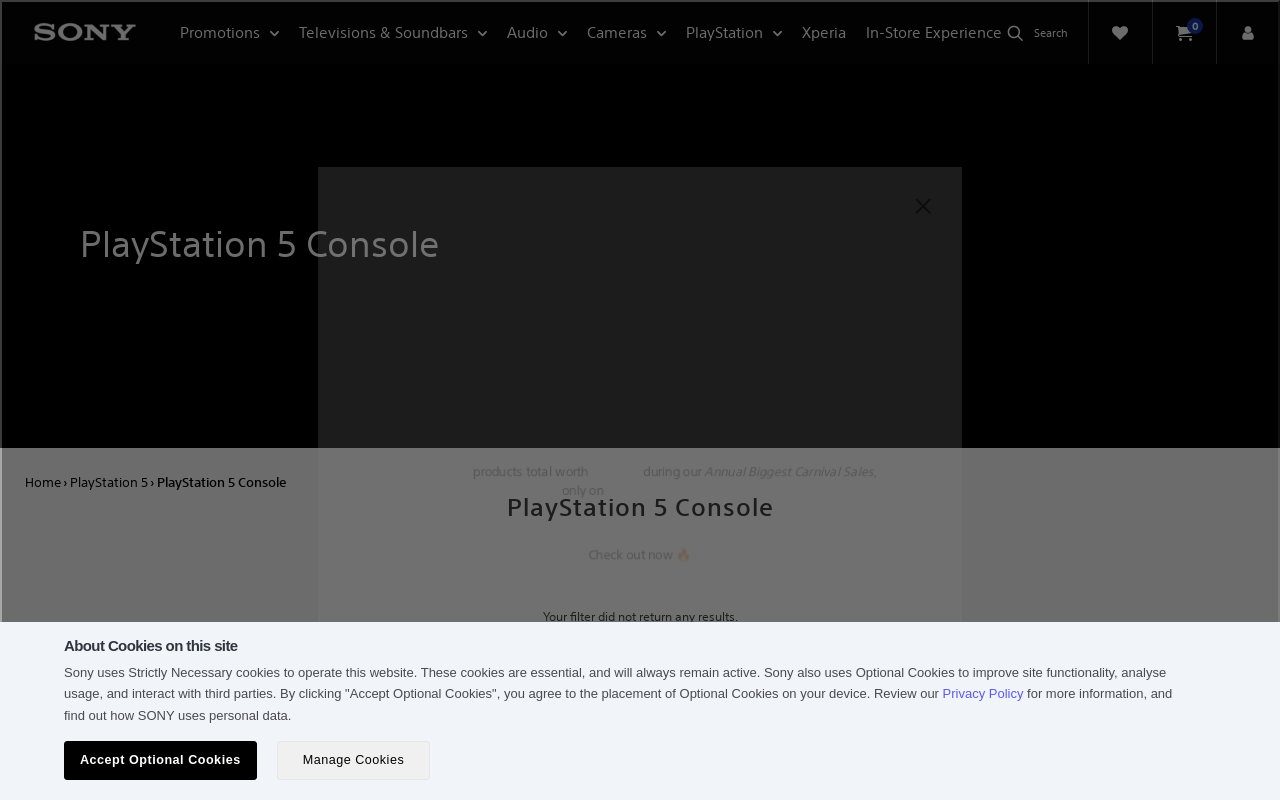 SONY
Promotions
Televisions & Soundbars
Audio
Cameras
PlayStation
Xperia
In-Store Experience
Search
0
PlayStation 5 Console
products total worth during our Annual Biggest Carnival Sales,
only on
Home › PlayStation 5 › PlayStation 5 Console
PlayStation 5 Console
Check out now 🔥
Your filter did not return any results.
About Cookies on this site
Sony uses Strictly Necessary cookies to operate this website. These cookies are essential, and will always remain active. Sony also uses Optional Cookies to improve site functionality, analyse
usage, and interact with third parties. By clicking "Accept Optional Cookies", you agree to the placement of Optional Cookies on your device. Review our Privacy Policy for more information, and
find out how SONY uses personal data.
Accept Optional Cookies
Manage Cookies